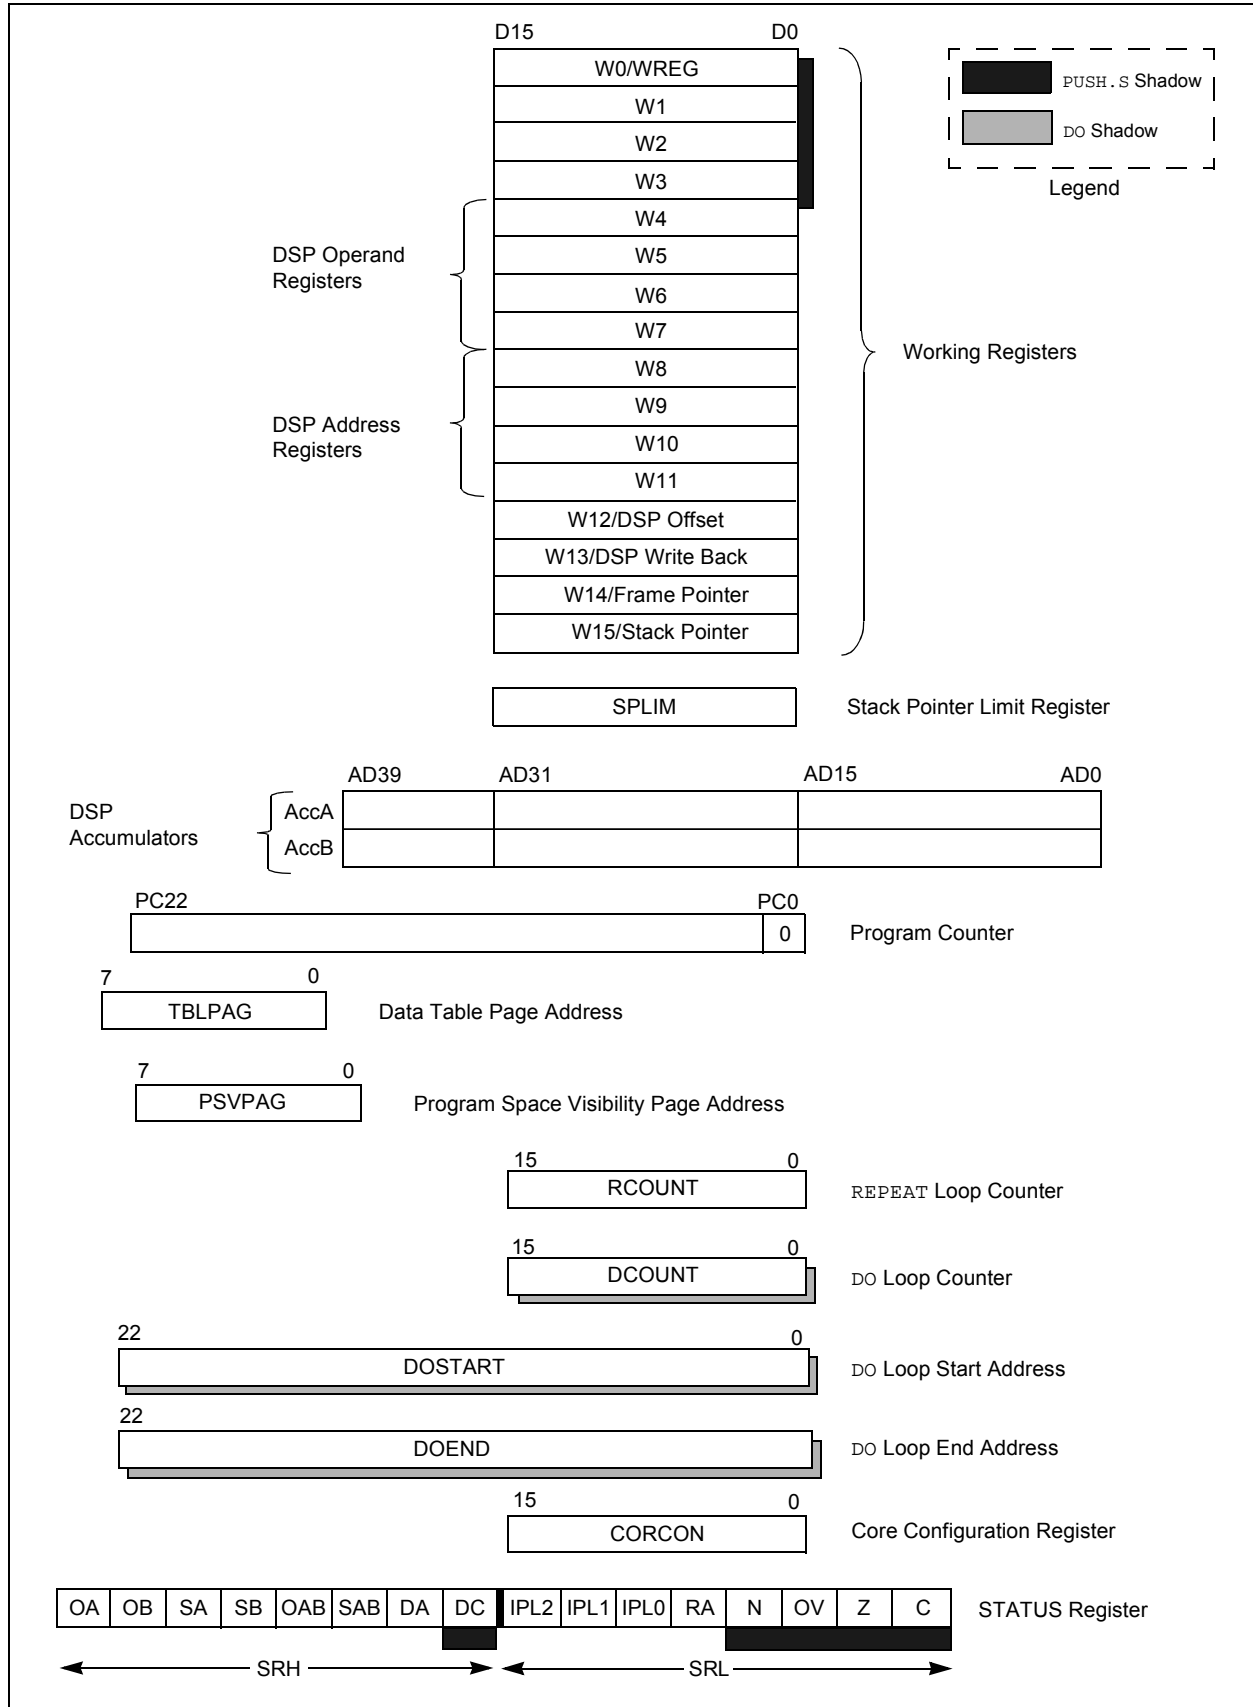 D15 D0
W0/WREG
W1
W2
W3
W4
W5
W6
W7
W8
W9
W10
W11
W12/DSP Offset
W13/DSP Write Back
W14/Frame Pointer
W15/Stack Pointer
PUSH.S Shadow
DO Shadow
Legend
DSP Operand
Registers
DSP Address
Registers
Working Registers
SPLIM Stack Pointer Limit Register
AD39 AD31 AD15 AD0
DSP
Accumulators
AccA
AccB
PC22 PC0
0 Program Counter
7 0
TBLPAG Data Table Page Address
7 0
PSVPAG Program Space Visibility Page Address
15 0
RCOUNT REPEAT Loop Counter
15 0
DCOUNT DO Loop Counter
22 0
DOSTART DO Loop Start Address
22
DOEND DO Loop End Address
15 0
CORCON Core Configuration Register
OA OB SA SB OAB SAB DA DC IPL2 IPL1 IPL0 RA N OV Z C STATUS Register
SRH SRL